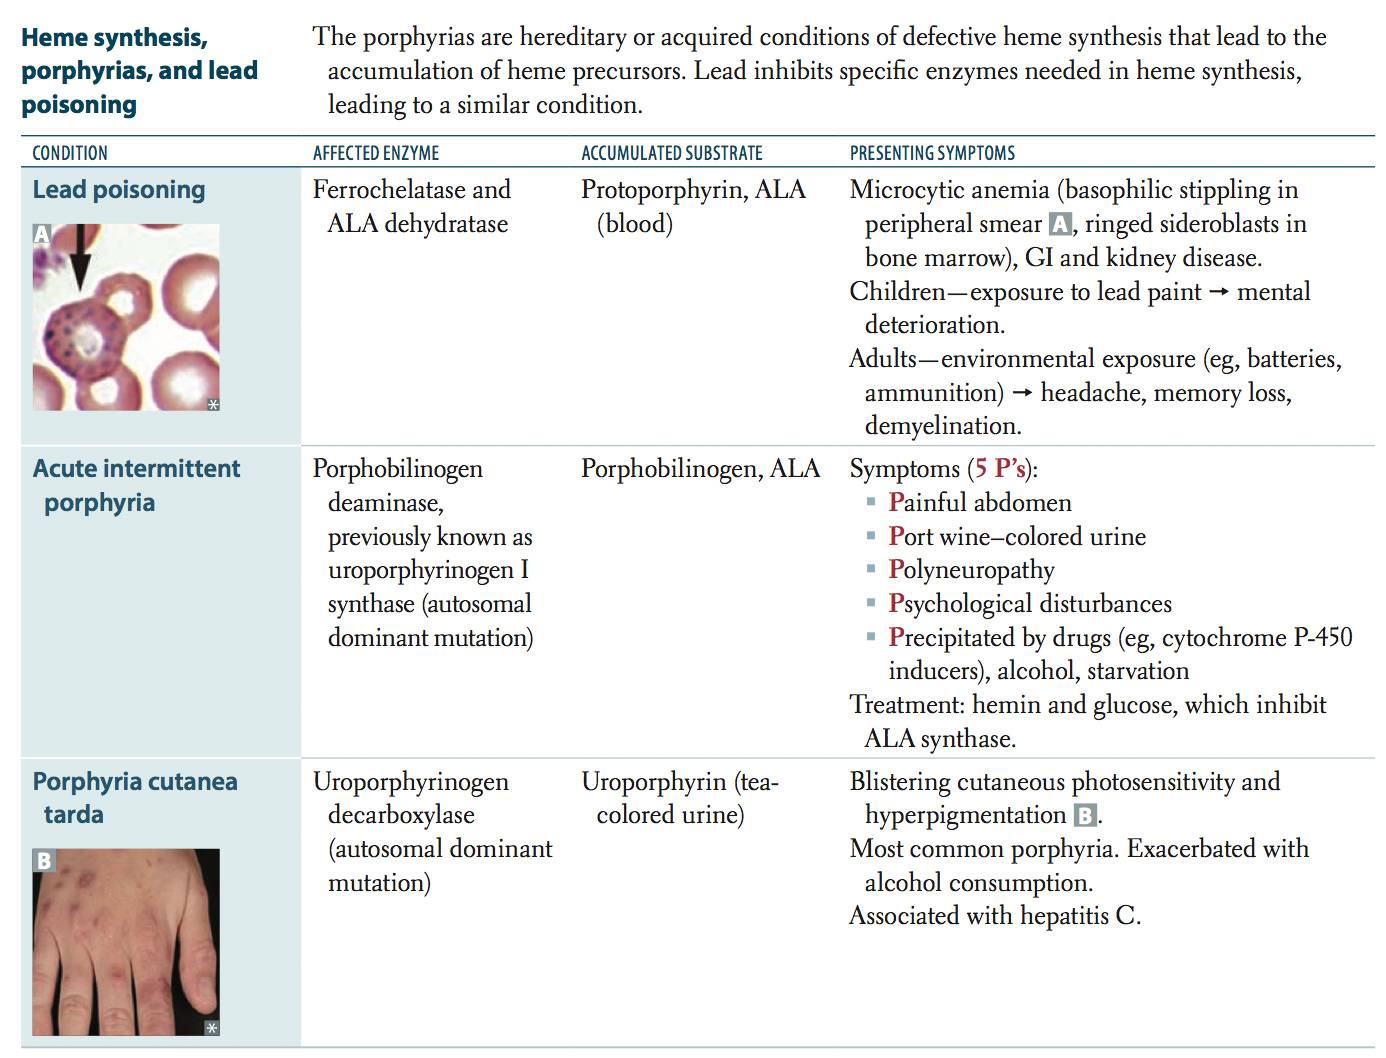 Heme synthesis, porphyrias, and lead poisoning
The porphyrias are hereditary or acquired conditions of defective heme synthesis that lead to the
accumulation of heme precursors. Lead inhibits specific enzymes needed in heme synthesis,
leading to a similar condition.
CONDITION AFFECTED ENZYME ACCUMULATED SUBSTRATE PRESENTING SYMPTOMS
Lead poisoning
A
Ferrochelatase and
ALA dehydratase
Protoporphyrin, ALA
(blood)
Microcytic anemia (basophilic stippling in
peripheral smear A, ringed sideroblasts in
bone marrow), GI and kidney disease.
Children—exposure to lead paint → mental
deterioration.
Adults—environmental exposure (eg, batteries,
ammunition) → headache, memory loss,
demyelination.
Acute intermittent
porphyria
Porphobilinogen
deaminase,
previously known as
uroporphyrinogen I
synthase (autosomal
dominant mutation)
Porphobilinogen, ALA
Symptoms (5 P's):
▪ Painful abdomen
▪ Port wine–colored urine
▪ Polyneuropathy
▪ Psychological disturbances
▪ Precipitated by drugs (eg, cytochrome P-450
inducers), alcohol, starvation
Treatment: hemin and glucose, which inhibit
ALA synthase.
Porphyria cutanea
tarda
B
Uroporphyrinogen
decarboxylase
(autosomal dominant
mutation)
Uroporphyrin (tea-
colored urine)
Blistering cutaneous photosensitivity and
hyperpigmentation B.
Most common porphyria. Exacerbated with
alcohol consumption.
Associated with hepatitis C.